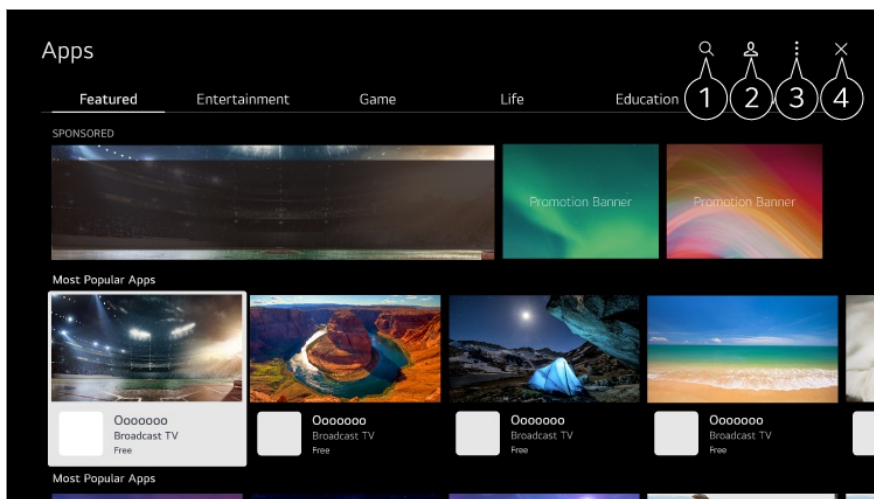 Apps
1 2 3 4
Featured Entertainment Game Life Education
SPONSORED
Promotion Banner Promotion Banner
Most Popular Apps
Ooooooo Ooooooo Ooooooo Ooooooo
Broadcast TV Broadcast TV Broadcast TV Broadcast TV
Free Free Free Free
Most Popular Apps